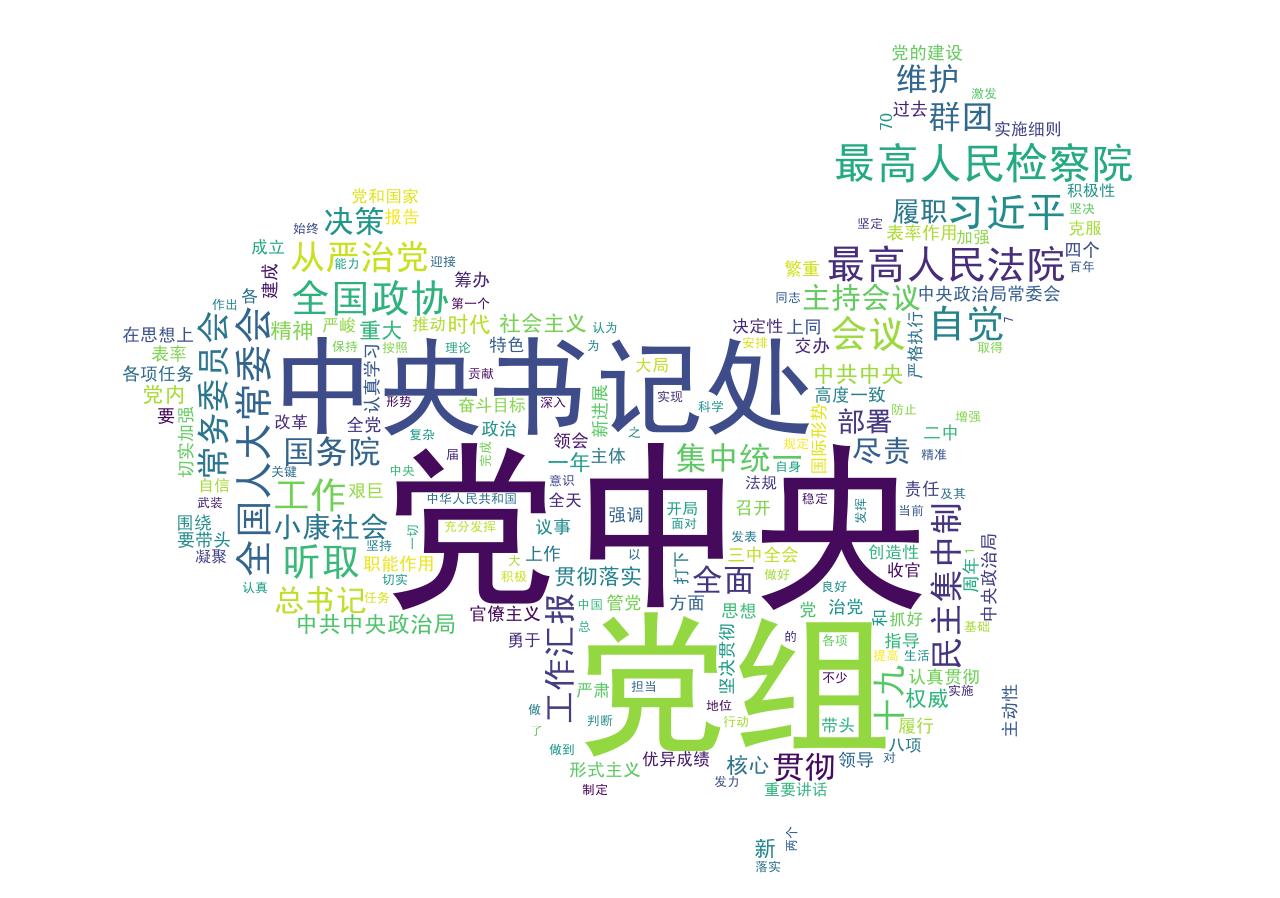 党的建设
维护
激发
过去
群团
70
实施细则
最高人民检察院
积极性
党和国家
履职
习近平
坚决
决策
报告
坚定
克服
始终
表率作用
加强
成立
从严治党
最高人民法院
四个
能力
迎接
繁重
百年
建成
筹办
各
全国政协
同志
主持会议
中央政治局常委会
作出
第一个
自觉
7
在思想上
常务委员会
全国人大常委会
精神
严峻
重大
推动
时代
社会主义
认为
决定性
上同
会议
严格执行
表率
保持
按照
理论
特色
为
安排
交办
取得
各项任务
认真学习
中央书记处
大局
中共中央
党内
贡献
实现
高度一致
要
切实加强
形势
奋斗目标
深入
新进展
科学
国际形势
部署
防止
增强
改革
全党
政治
之
二中
复杂
领会
规定
国务院
届
完成
一年
主体
集中统一
尽责
精准
关键
中央
自身
自信
工作
艰巨
意识
法规
责任
及其
武装
中华人民共和国
全天
党中央
稳定
发挥
民主集中制
当前
围绕
小康社会
强调
开局
召开
要带头
充分发挥
议事
面对
发表
凝聚
坚持
一切
以
创造性
1
中央政治局
听取
职能作用
大
上作
三中全会
收官
周年
认真
切实
积极
贯彻落实
打下
全面
做好
良好
总书记
任务
工作汇报
中国
管党
方面
思想
党
治党
抓好
基础
中共中央政治局
官僚主义
总
坚决贯彻
勇于
党组
的
各项
指导
提高
生活
不少
认真贯彻
严肃
担当
十九
权威
实施
主动性
做
判断
地位
行动
带头
履行
了
做到
优异成绩
八项
形式主义
核心
贯彻
领导
对
制定
发力
重要讲话
新
两个
落实